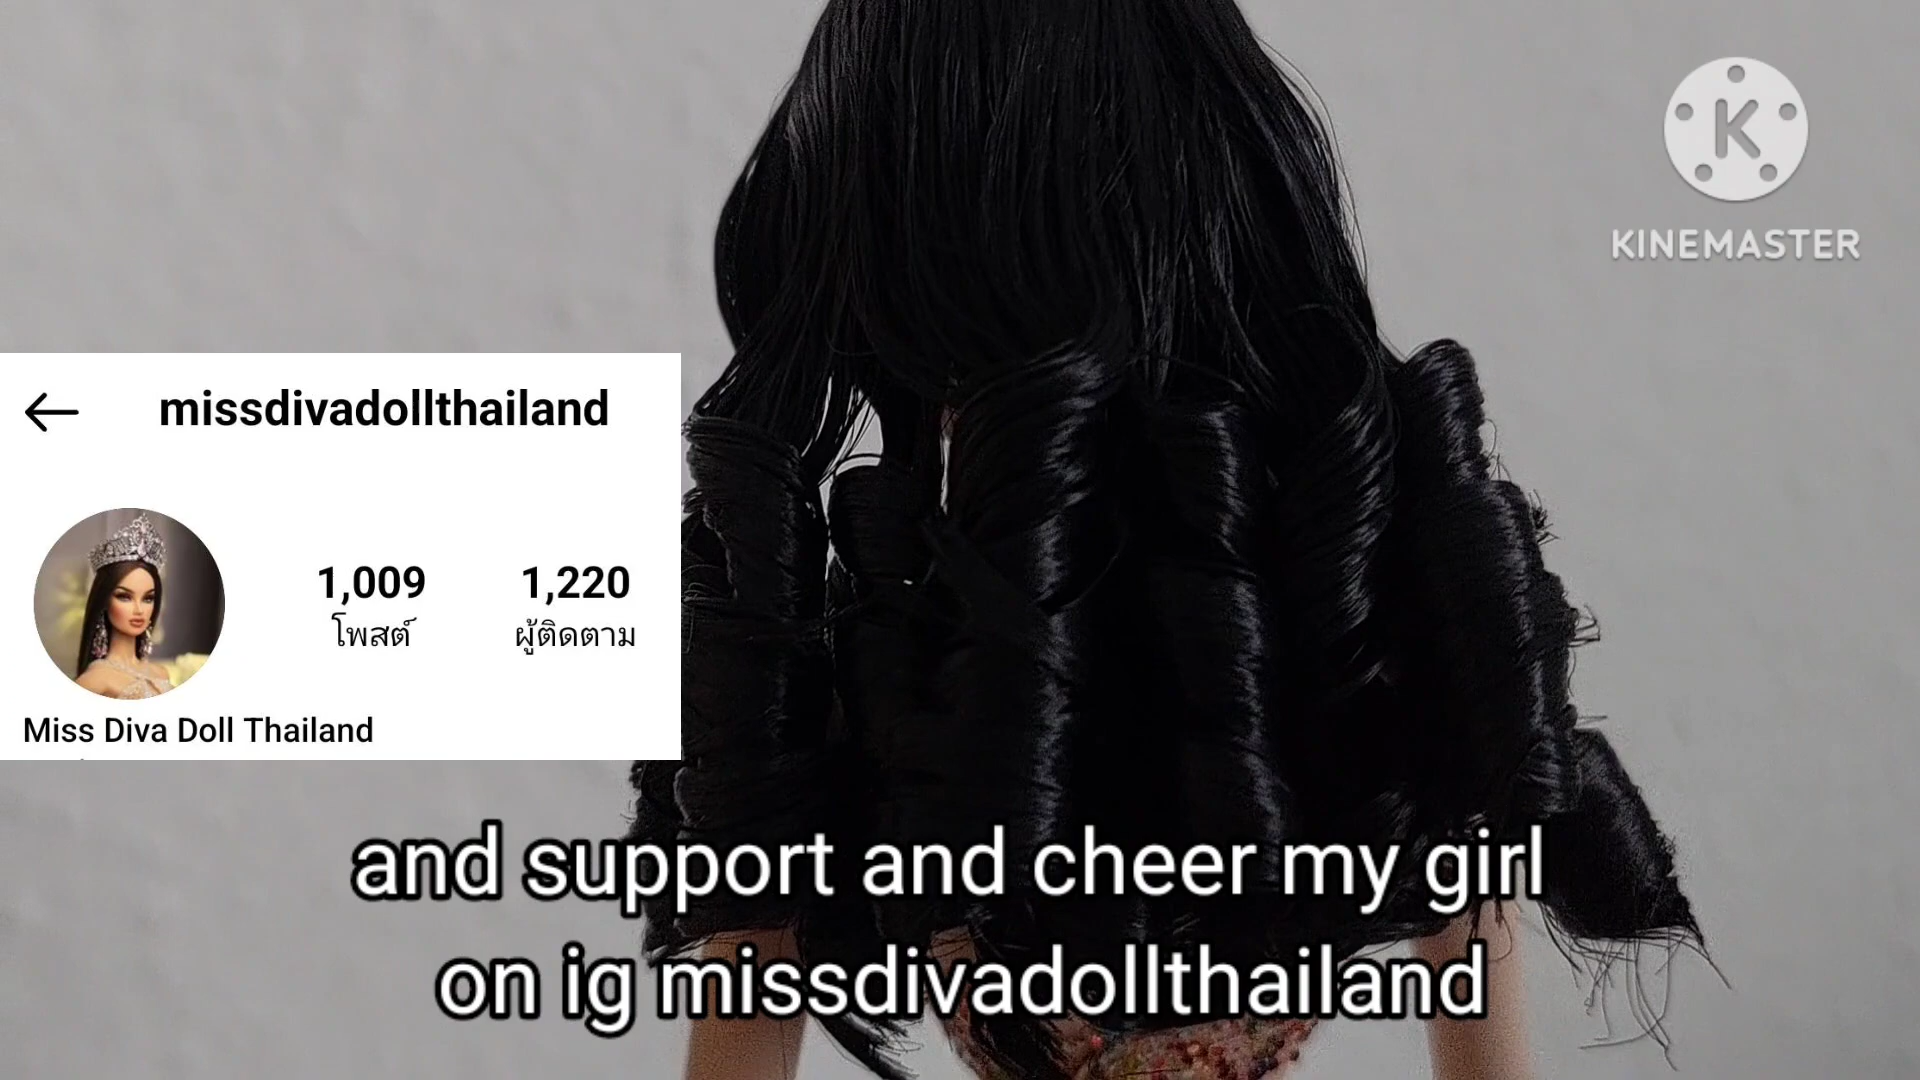 K
KINEMASTER
missdivadollthailand
1,009
1,220
โพสต์
ผู้ติดตาม
Miss Diva Doll Thailand
and support and cheer my girl
on ig missdivadollthailand